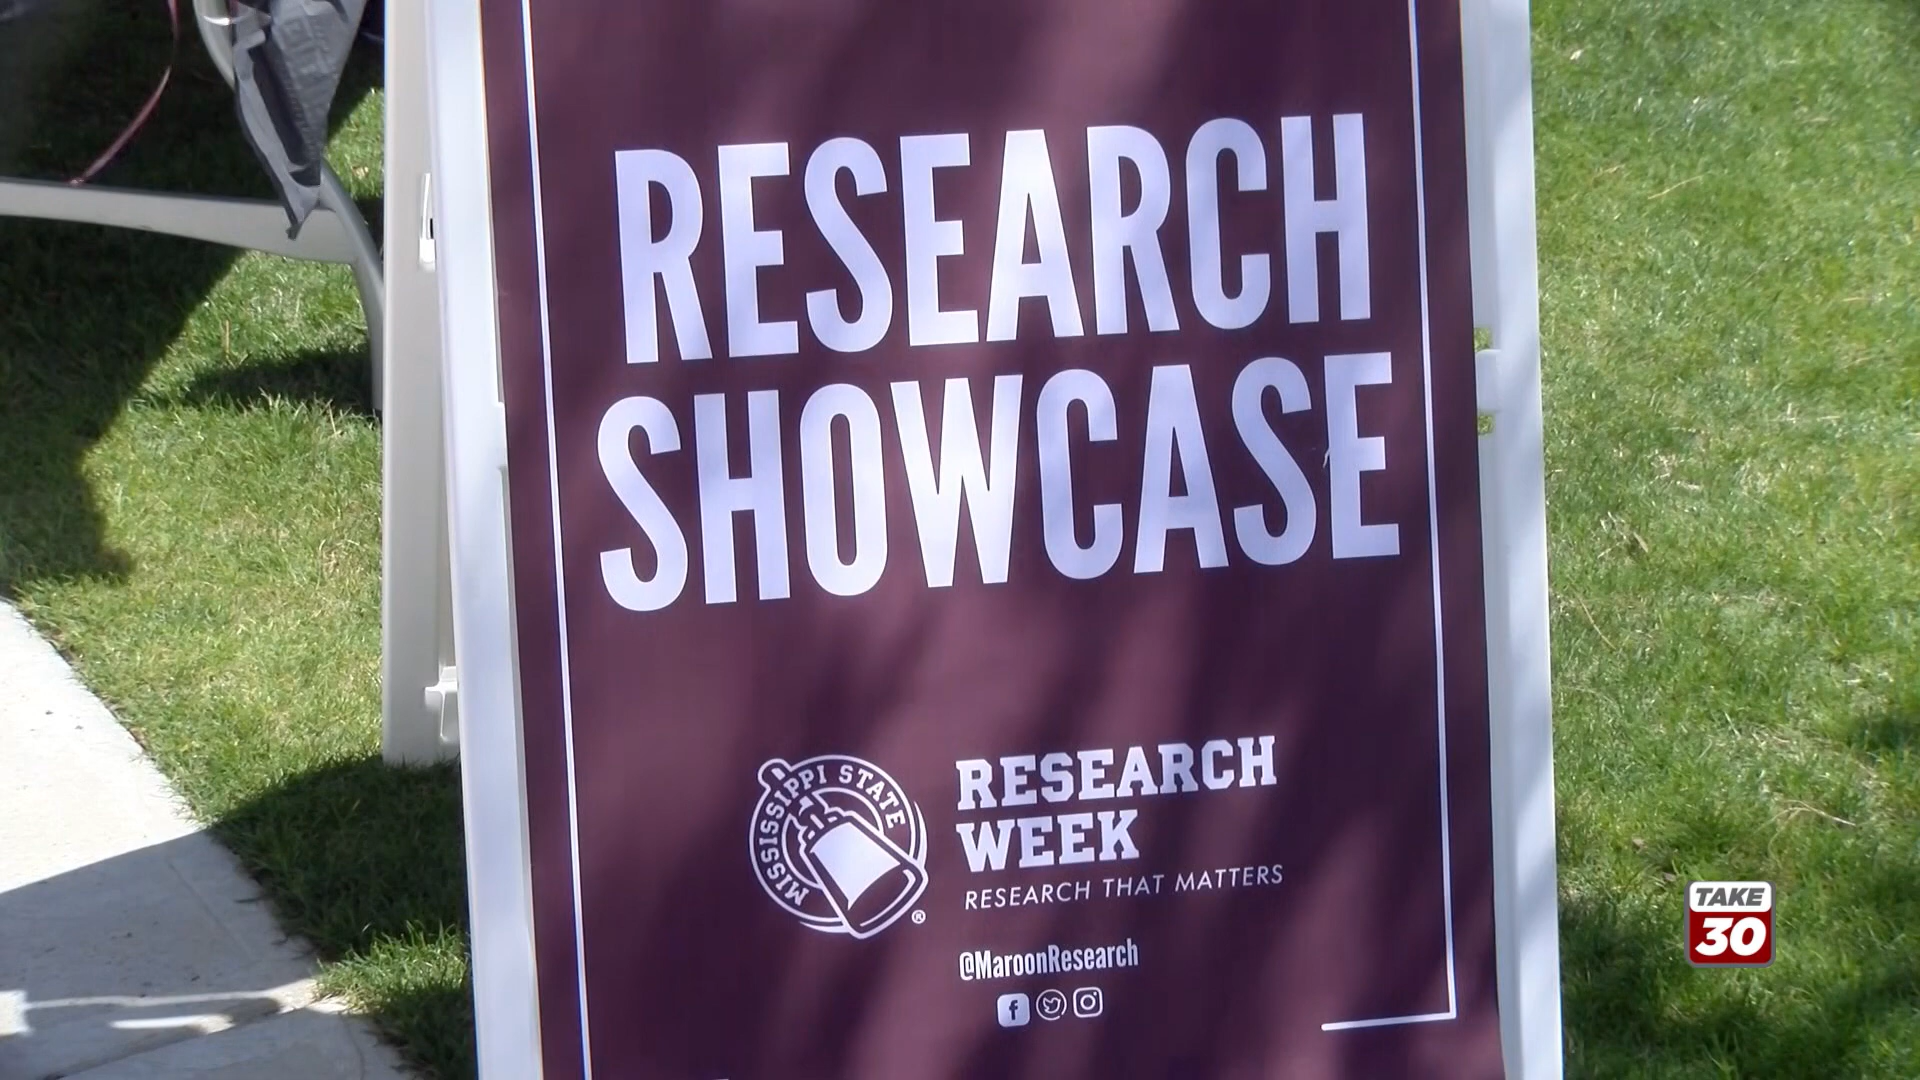 RESEARCH
SHOWCASE
MISSISSIPPI STATE
®
RESEARCH
WEEK
RESEARCH THAT MATTERS
@MaroonResearch
TAKE
30